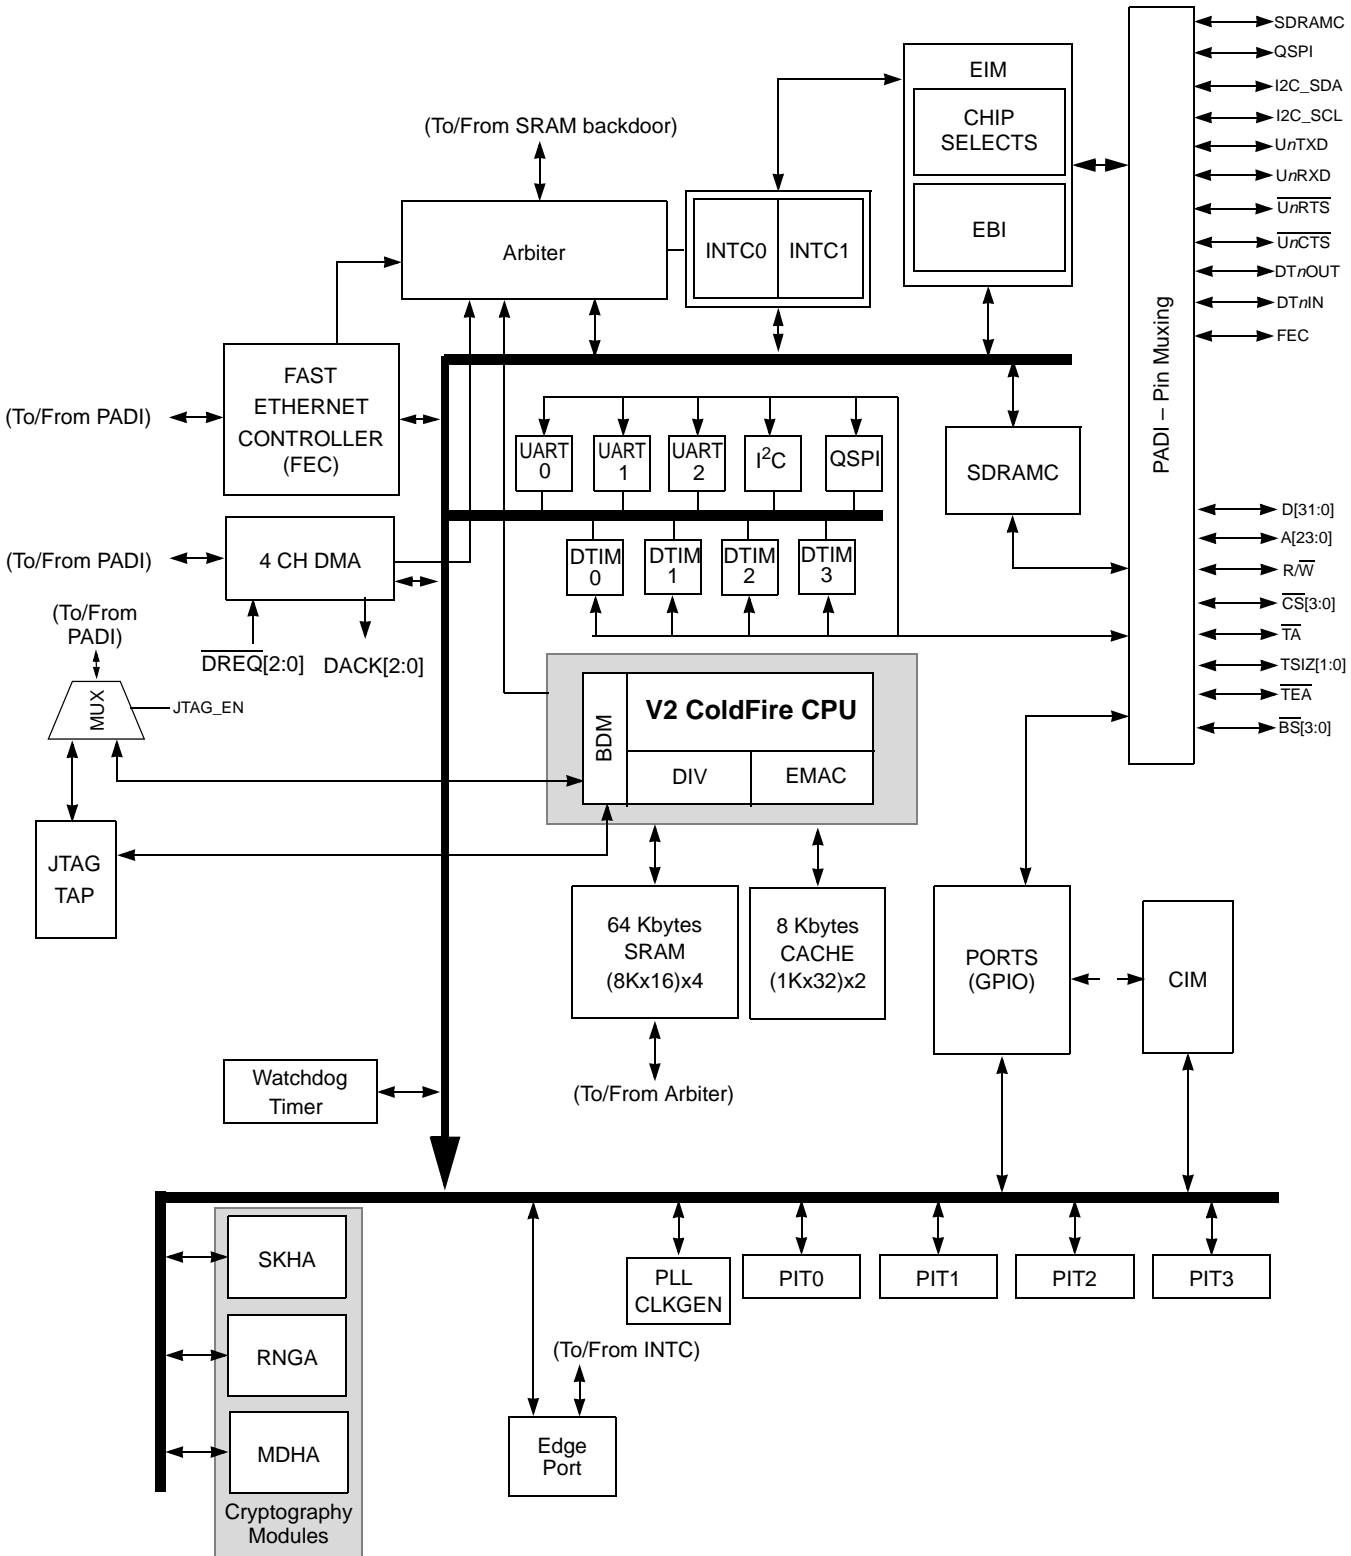 SDRAMC
QSPI
I2C_SDA
I2C_SCL
UnTXD
UnRXD
UnRTS
UnCTS
DTnOUT
DTnIN
FEC
PADI – Pin Muxing
D[31:0]
A[23:0]
R/W
CS[3:0]
TA
TSIZ[1:0]
TEA
BS[3:0]
EIM
CHIP
SELECTS
EBI
(To/From SRAM backdoor)
Arbiter
INTC0
INTC1
FAST
ETHERNET
CONTROLLER
(FEC)
(To/From PADI)
UART
0
UART
1
UART
2
I²C
QSPI
SDRAMC
4 CH DMA
(To/From PADI)
DTIM
0
DTIM
1
DTIM
2
DTIM
3
(To/From
PADI)
DREQ[2:0]
DACK[2:0]
MUX
JTAG_EN
BDM
V2 ColdFire CPU
DIV
EMAC
JTAG
TAP
64 Kbytes
SRAM
(8Kx16)x4
8 Kbytes
CACHE
(1Kx32)x2
PORTS
(GPIO)
CIM
Watchdog
Timer
(To/From Arbiter)
SKHA
RNGA
MDHA
Cryptography
Modules
PLL
CLKGEN
PIT0
PIT1
PIT2
PIT3
(To/From INTC)
Edge
Port